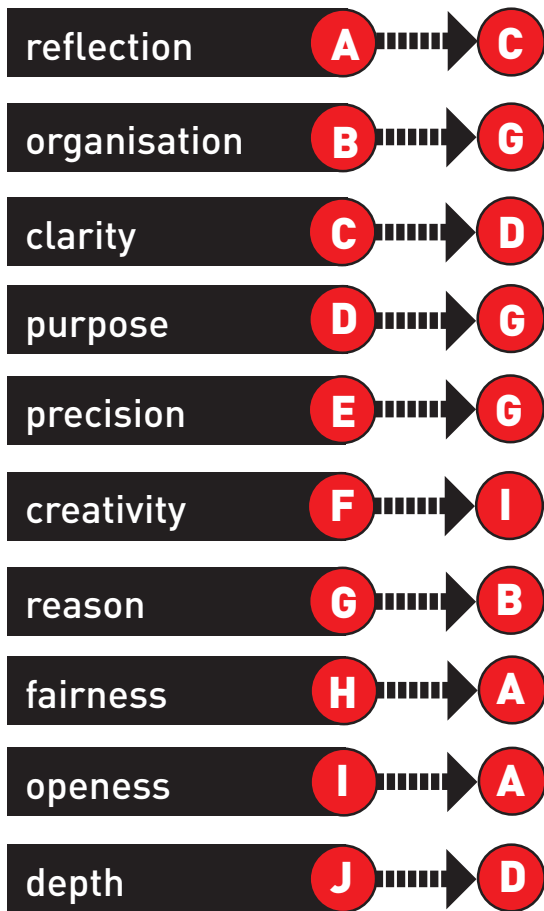 reflection A C
organisation B G
clarity C D
purpose D G
precision E G
creativity F I
reason G B
fairness H A
openess I A
depth J D